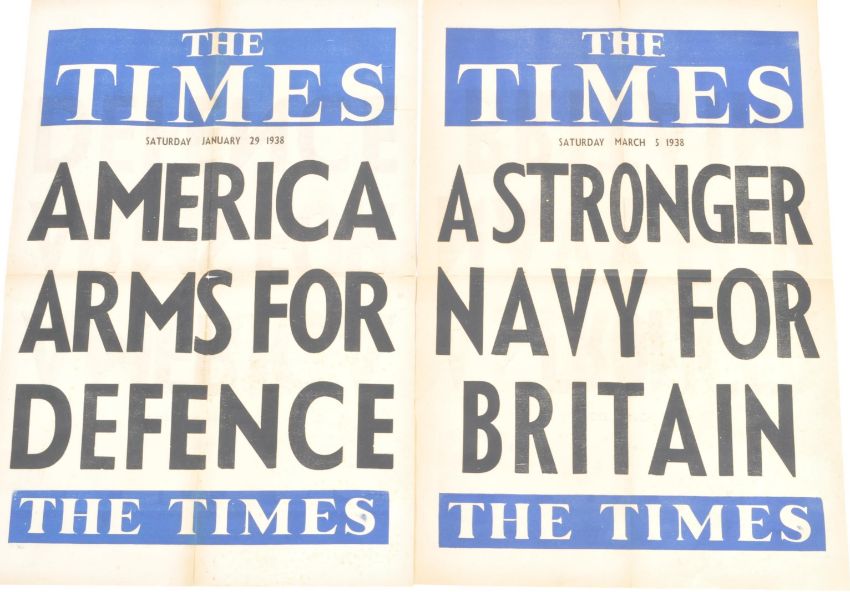 THE
TIMES
SATURDAY JANUARY 29 1938
AMERICA
ARMS FOR
DEFENCE
THE TIMES
THE
TIMES
SATURDAY MARCH 5 1938
A STRONGER
NAVY FOR
BRITAIN
THE TIMES